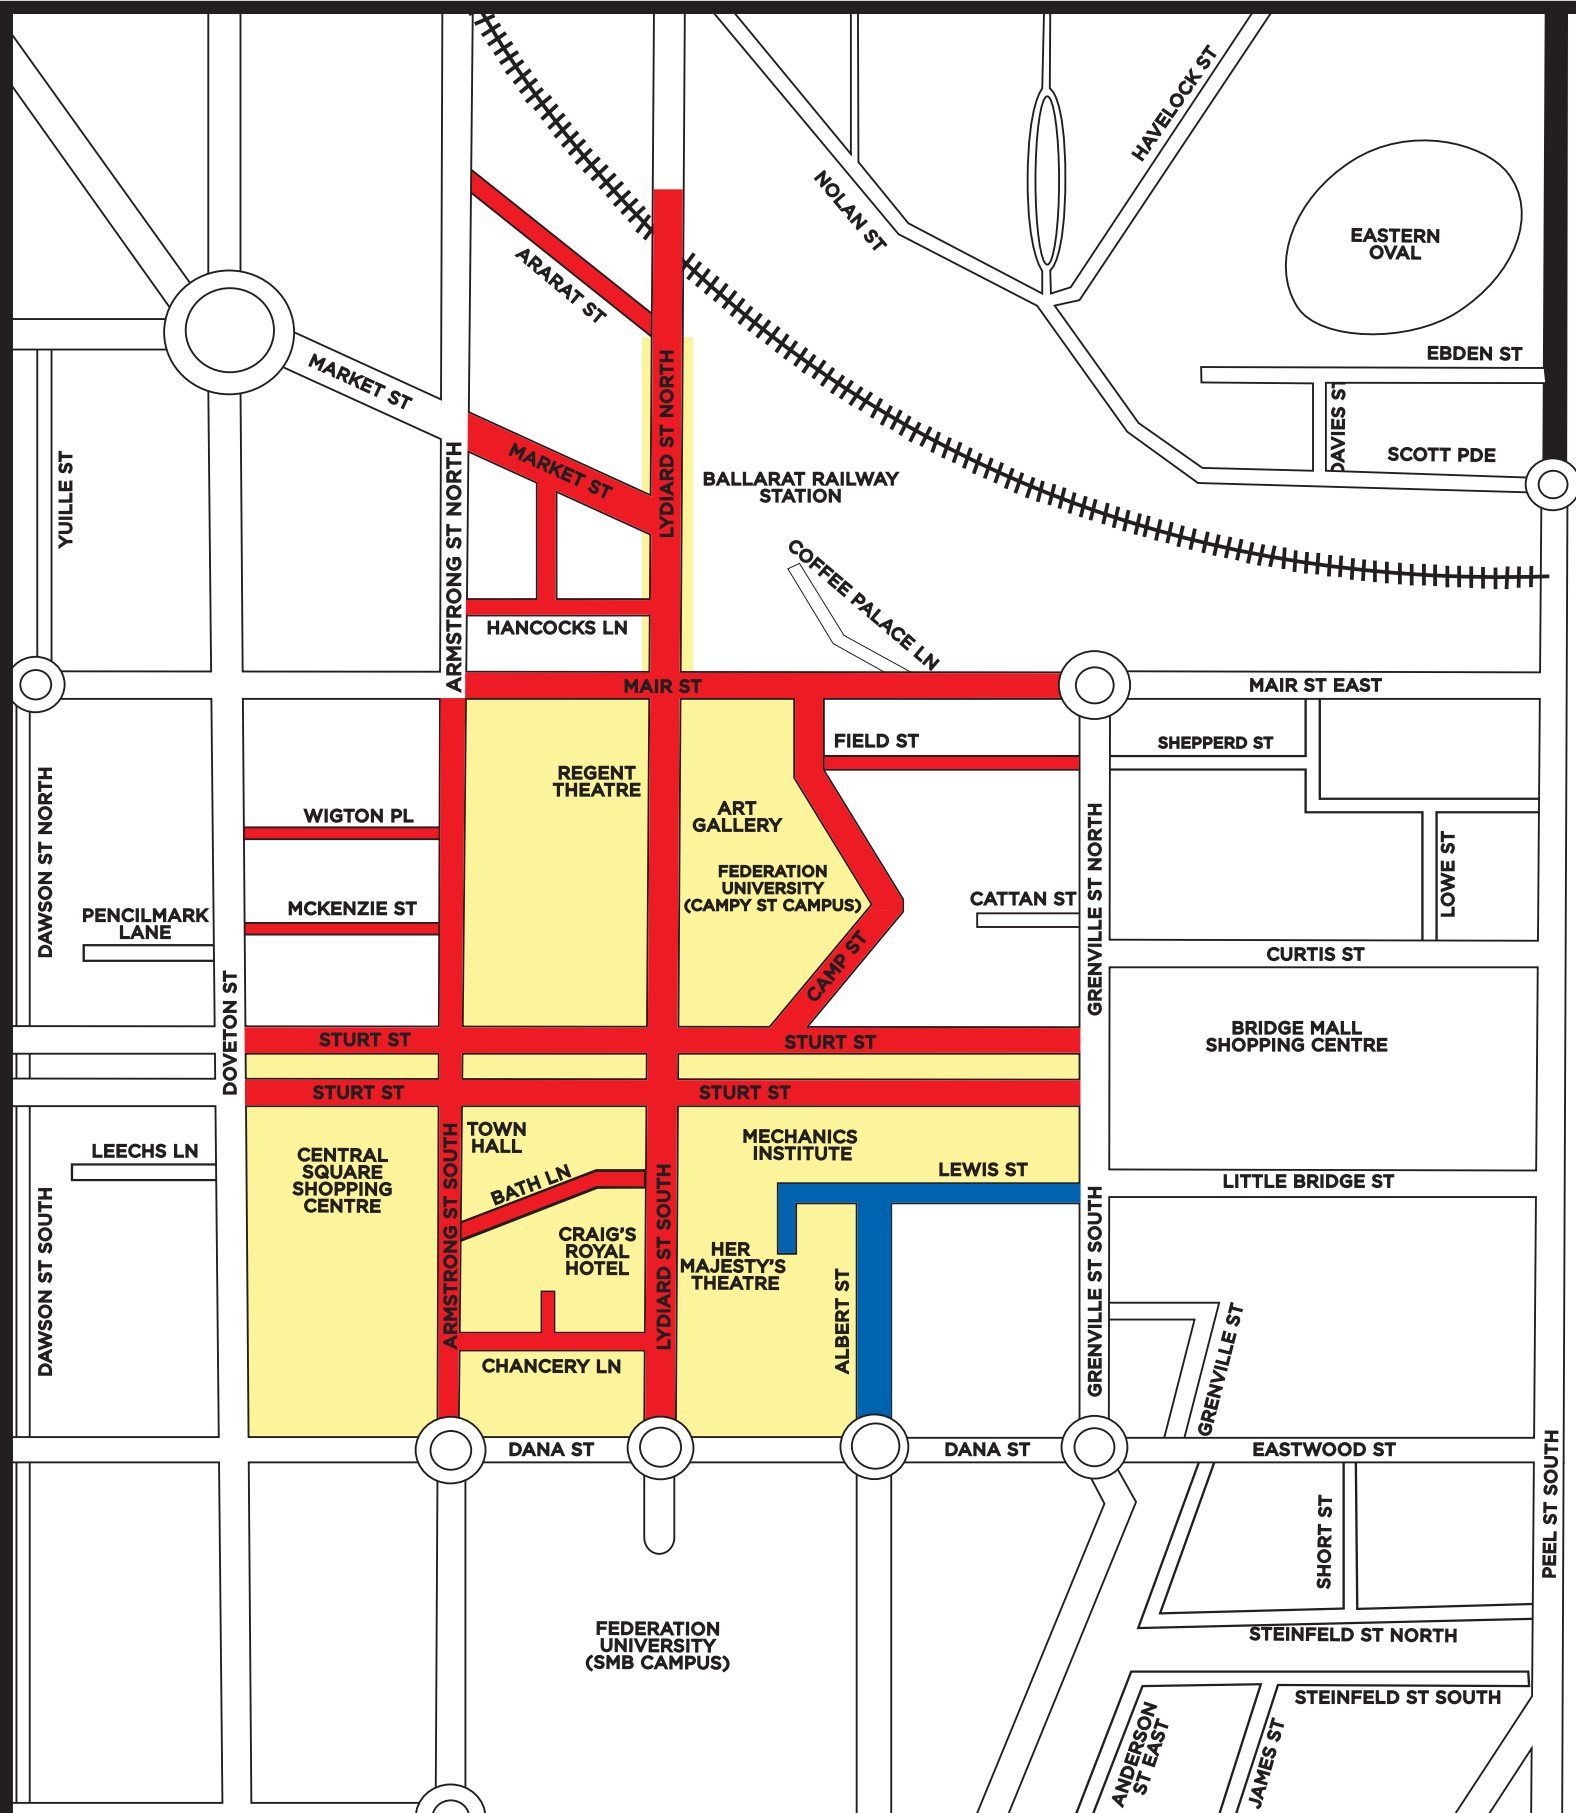 HAVELOCK ST
NOLAN ST
EASTERN
OVAL
ARARAT ST
EBDEN ST
MARKET ST
DAVIES ST
SCOTT PDE
MARKET ST
LYDIARD ST NORTH
BALLARAT RAILWAY
STATION
YUILLE ST
ARMSTRONG ST NORTH
COFFEE PALACE LN
HANCOCKS LN
MAIR ST
MAIR ST EAST
FIELD ST
SHEPPERD ST
REGENT
THEATRE
DAWSON ST NORTH
WIGTON PL
ART
GALLERY
GRENVILLE ST NORTH
LOWE ST
FEDERATION
UNIVERSITY
(CAMPY ST CAMPUS)
PENCILMARK
LANE
MCKENZIE ST
CATTAN ST
CAMP ST
CURTIS ST
DOVETON ST
STURT ST
STURT ST
BRIDGE MALL
SHOPPING CENTRE
STURT ST
STURT ST
TOWN
HALL
MECHANICS
INSTITUTE
LEECHS LN
CENTRAL
SQUARE
SHOPPING
CENTRE
ARMSTRONG ST SOUTH
BATH LN
LYDIARD ST SOUTH
LEWIS ST
LITTLE BRIDGE ST
DAWSON ST SOUTH
CRAIG'S
ROYAL
HOTEL
HER
MAJESTY'S
THEATRE
ALBERT ST
GRENVILLE ST SOUTH
GRENVILLE ST
CHANCERY LN
DANA ST
DANA ST
EASTWOOD ST
PEEL ST SOUTH
SHORT ST
FEDERATION
UNIVERSITY
(SMB CAMPUS)
STEINFELD ST NORTH
STEINFELD ST SOUTH
ANDERSON
ST EAST
JAMES ST